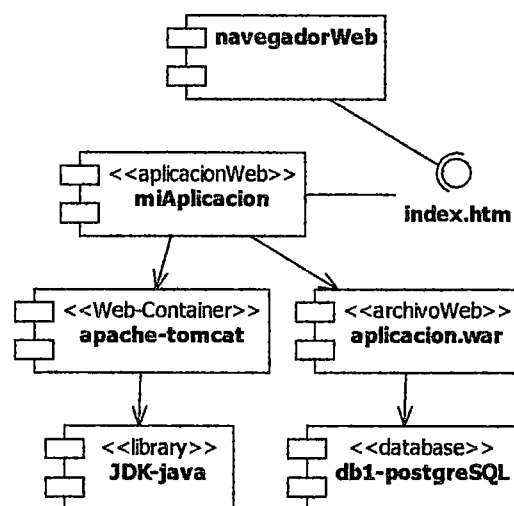 navegadorWeb
<<aplicacionWeb>>
miAplicacion
index.htm
<<Web-Container>>
apache-tomcat
<<archivoWeb>>
aplicacion.war
<<library>>
JDK-java
<<database>>
db1-postgreSQL